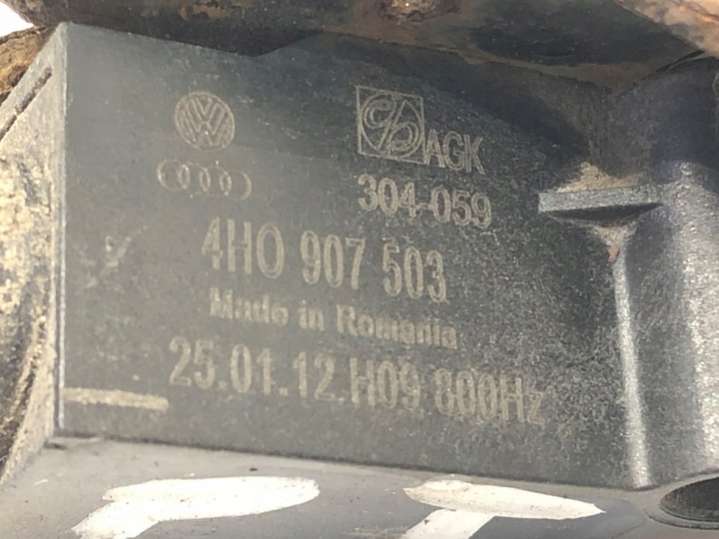 AGK
304-059
4H0 907 503
Made in Romania
25.01.12 H09 800Hz